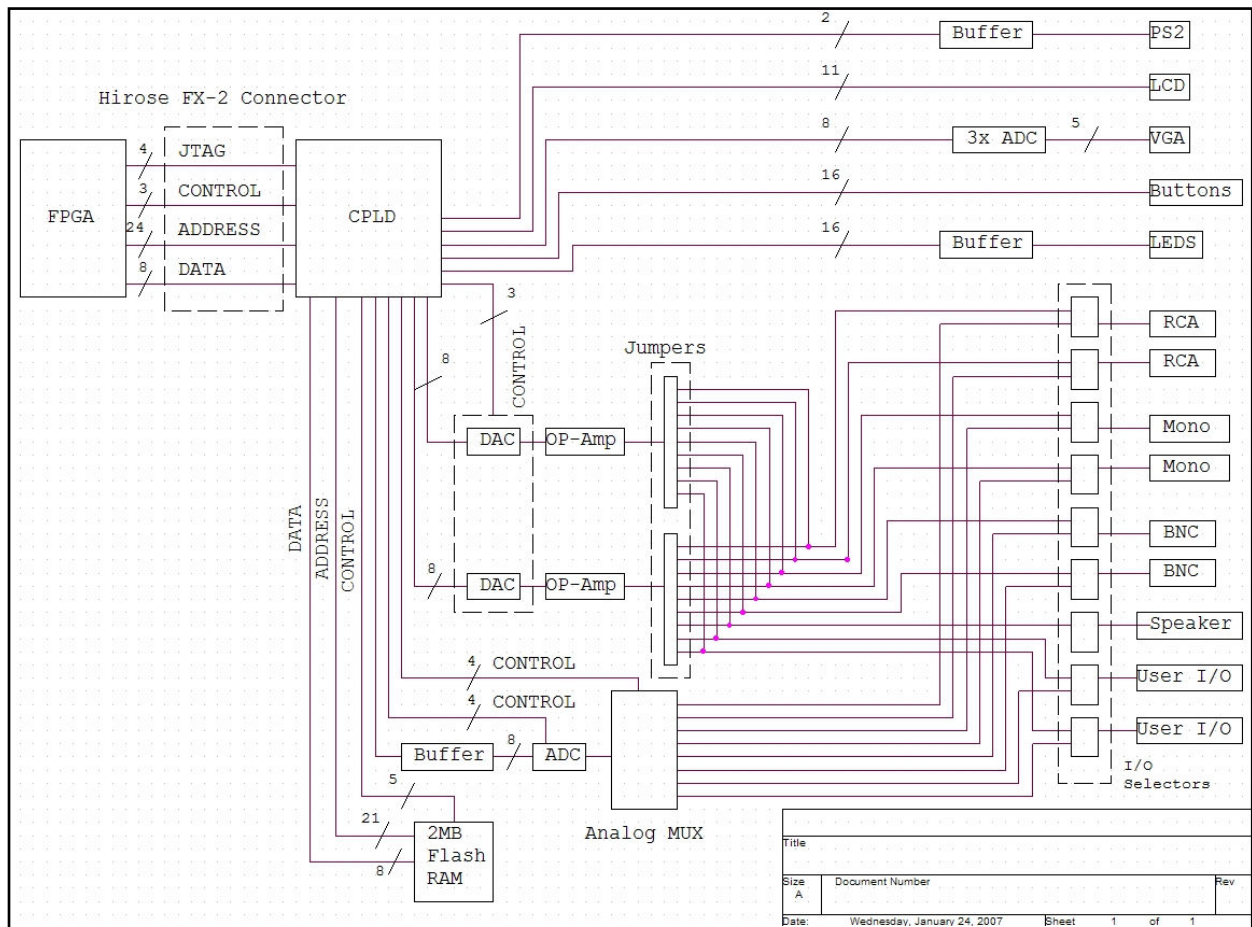 2
Buffer
PS2
11
LCD
Hirose FX-2 Connector
8
3x ADC
5
VGA
4
JTAG
16
Buttons
3
CONTROL
FPGA
CPLD
24
ADDRESS
16
Buffer
LEDS
8
DATA
3
CONTROL
8
Jumpers
RCA
RCA
DAC
OP-Amp
Mono
Mono
DATA
ADDRESS
CONTROL
BNC
8
DAC
OP-Amp
BNC
Speaker
4
CONTROL
User I/O
4
CONTROL
User I/O
Buffer
8
ADC
I/O
Selectors
5
21
8
2MB
Flash
RAM
Analog MUX
Title
Size
A
Document Number
Rev
Date:
Wednesday, January 24, 2007
Sheet
1
of
1